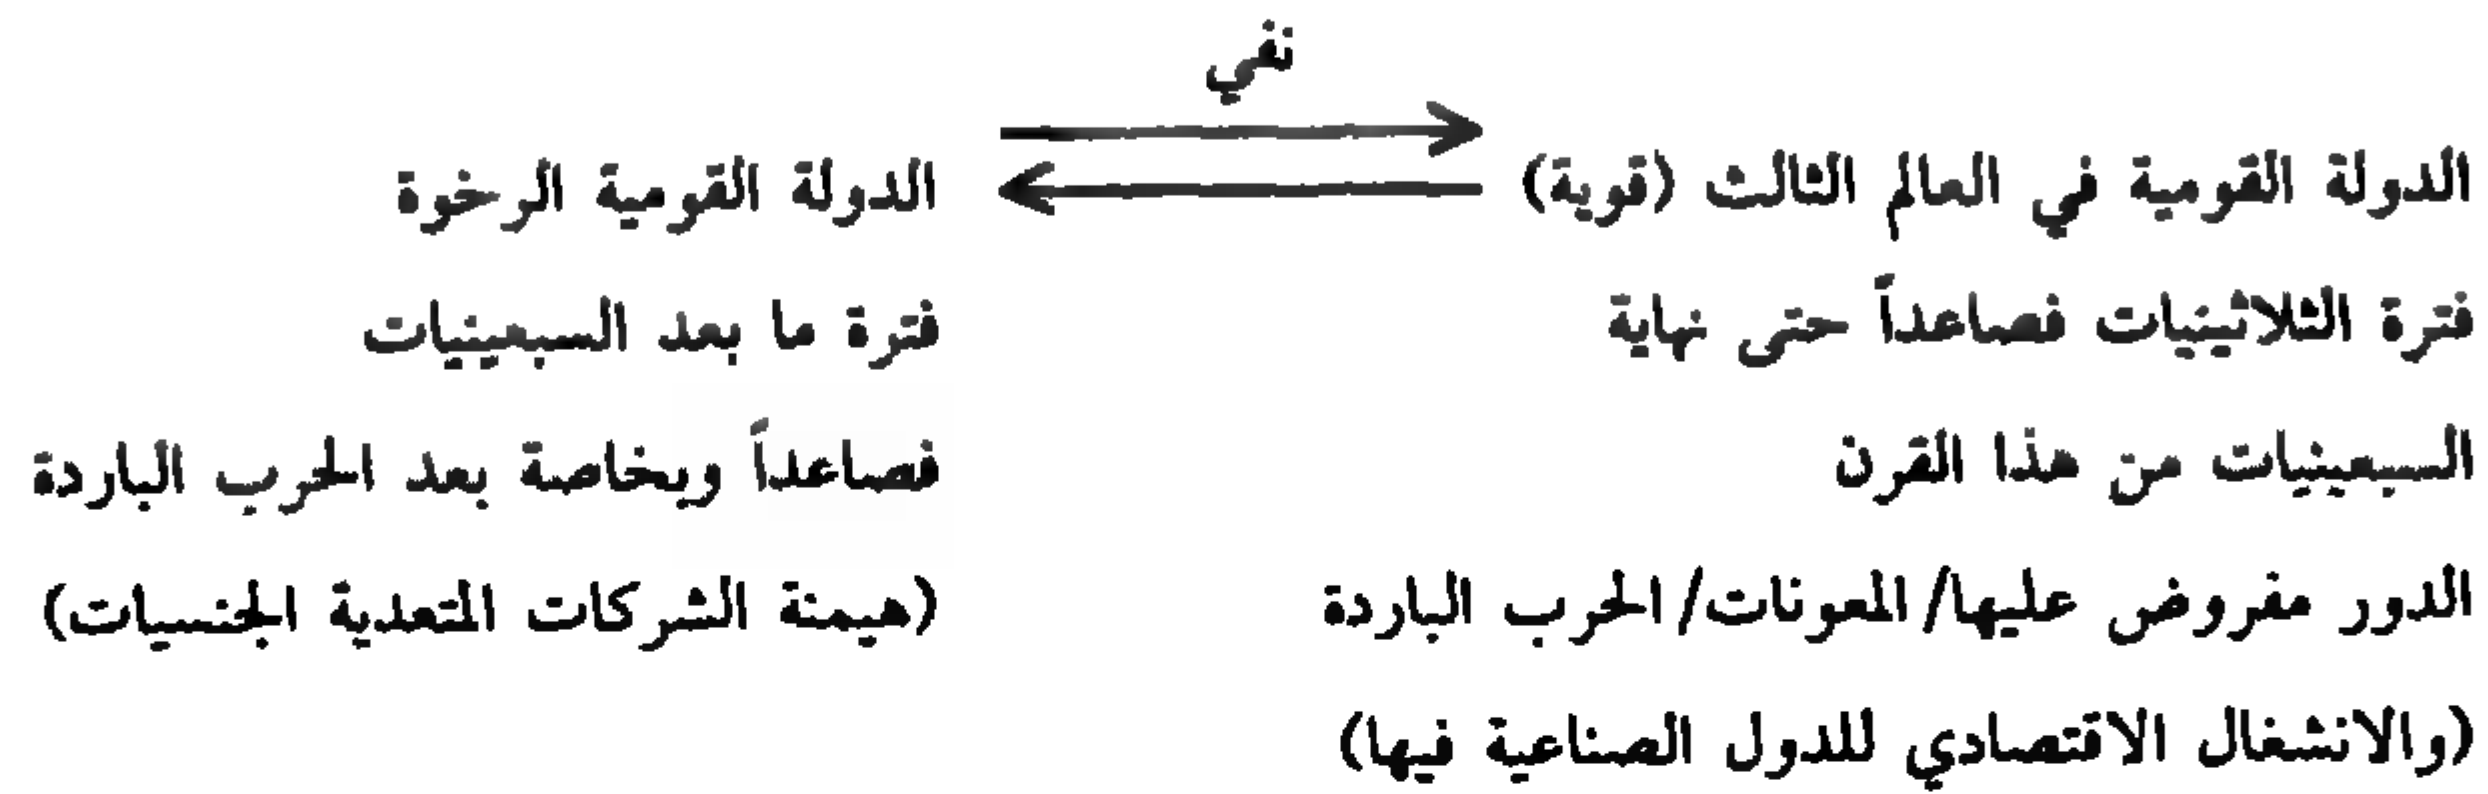 نفي
الدولة القومية في العالم الثالث (قوية)
فترة الثلاثينيات فصاعداً حتى نهاية
السبعينيات من هذا القرن
الدور مفروض عليها/ المعونات/ الحرب الباردة
(والانشغال الاقتصادي للدول الصناعية فيها)
الدولة القومية الرخوة
فترة ما بعد السبعينيات
فصاعداً وبخاصة بعد الحرب الباردة
(هيمنة الشركات المتعدية الجنسيات)